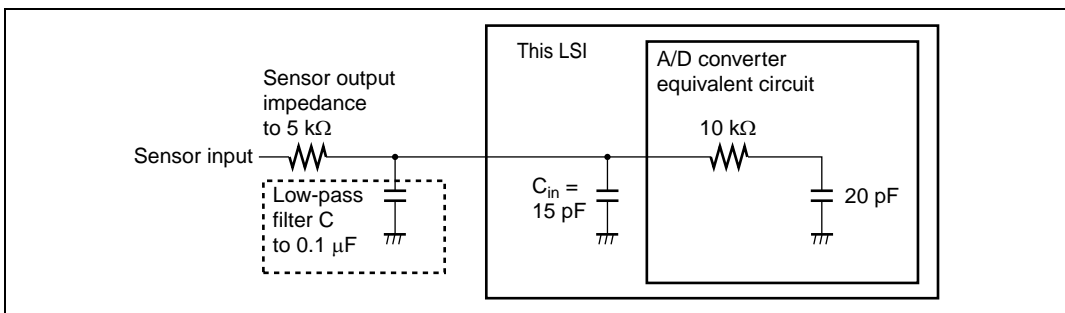 This LSI
A/D converter
equivalent circuit
Sensor output
impedance
to 5 kΩ
10 kΩ
Sensor input
Low-pass
filter C
to 0.1 μF
Cin =
15 pF
20 pF